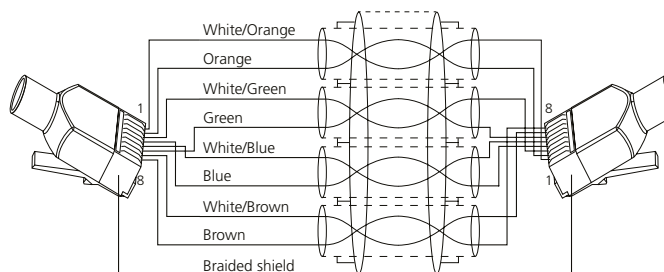 White/Orange
Orange
1
8
White/Green
Green
White/Blue
Blue
8
1
White/Brown
Brown
Braided shield